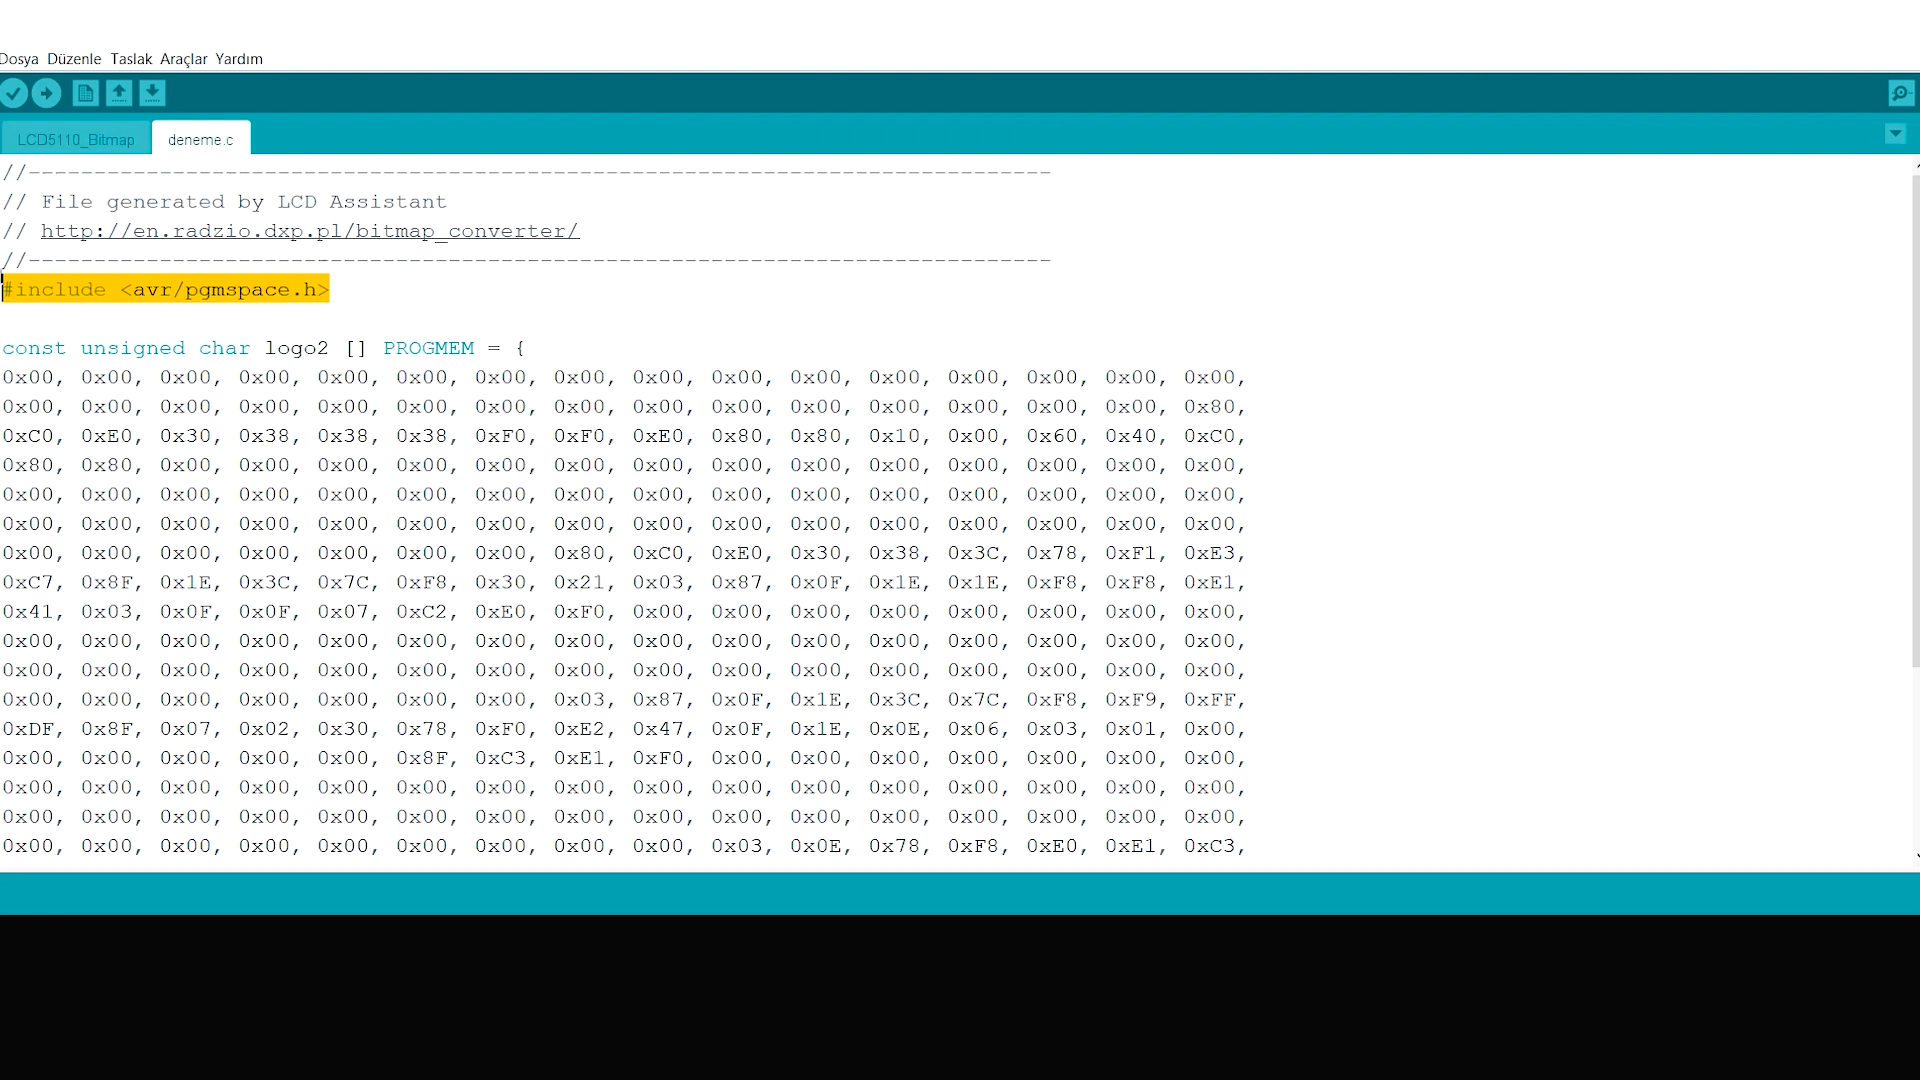 Dosya Düzenle Taslak Araçlar Yardım
LCD5110_Bitmap deneme.c
//------------------------------------------------------------------------------
// File generated by LCD Assistant
// http://en.radzio.dxp.pl/bitmap_converter/
//------------------------------------------------------------------------------
#include <avr/pgmspace.h>
const unsigned char logo2 [] PROGMEM = {
0x00, 0x00, 0x00, 0x00, 0x00, 0x00, 0x00, 0x00, 0x00, 0x00, 0x00, 0x00, 0x00, 0x00, 0x00, 0x00,
0x00, 0x00, 0x00, 0x00, 0x00, 0x00, 0x00, 0x00, 0x00, 0x00, 0x00, 0x00, 0x00, 0x00, 0x00, 0x80,
0xC0, 0xE0, 0x30, 0x38, 0x38, 0x38, 0xF0, 0xF0, 0xE0, 0x80, 0x80, 0x10, 0x00, 0x60, 0x40, 0xC0,
0x80, 0x80, 0x00, 0x00, 0x00, 0x00, 0x00, 0x00, 0x00, 0x00, 0x00, 0x00, 0x00, 0x00, 0x00, 0x00,
0x00, 0x00, 0x00, 0x00, 0x00, 0x00, 0x00, 0x00, 0x00, 0x00, 0x00, 0x00, 0x00, 0x00, 0x00, 0x00,
0x00, 0x00, 0x00, 0x00, 0x00, 0x00, 0x00, 0x00, 0x00, 0x00, 0x00, 0x00, 0x00, 0x00, 0x00, 0x00,
0x00, 0x00, 0x00, 0x00, 0x00, 0x00, 0x00, 0x80, 0xC0, 0xE0, 0x30, 0x38, 0x3C, 0x78, 0xF1, 0xE3,
0xC7, 0x8F, 0x1E, 0x3C, 0x7C, 0xF8, 0x30, 0x21, 0x03, 0x87, 0x0F, 0x1E, 0x1E, 0xF8, 0xF8, 0xE1,
0x41, 0x03, 0x0F, 0x0F, 0x07, 0xC2, 0xE0, 0xF0, 0x00, 0x00, 0x00, 0x00, 0x00, 0x00, 0x00, 0x00,
0x00, 0x00, 0x00, 0x00, 0x00, 0x00, 0x00, 0x00, 0x00, 0x00, 0x00, 0x00, 0x00, 0x00, 0x00, 0x00,
0x00, 0x00, 0x00, 0x00, 0x00, 0x00, 0x00, 0x00, 0x00, 0x00, 0x00, 0x00, 0x00, 0x00, 0x00, 0x00,
0x00, 0x00, 0x00, 0x00, 0x00, 0x00, 0x00, 0x03, 0x87, 0x0F, 0x1E, 0x3C, 0x7C, 0xF8, 0xF9, 0xFF,
0xDF, 0x8F, 0x07, 0x02, 0x30, 0x78, 0xF0, 0xE2, 0x47, 0x0F, 0x1E, 0x0E, 0x06, 0x03, 0x01, 0x00,
0x00, 0x00, 0x00, 0x00, 0x00, 0x8F, 0xC3, 0xE1, 0xF0, 0x00, 0x00, 0x00, 0x00, 0x00, 0x00, 0x00,
0x00, 0x00, 0x00, 0x00, 0x00, 0x00, 0x00, 0x00, 0x00, 0x00, 0x00, 0x00, 0x00, 0x00, 0x00, 0x00,
0x00, 0x00, 0x00, 0x00, 0x00, 0x00, 0x00, 0x00, 0x00, 0x00, 0x00, 0x00, 0x00, 0x00, 0x00, 0x00,
0x00, 0x00, 0x00, 0x00, 0x00, 0x00, 0x00, 0x00, 0x00, 0x03, 0x0E, 0x78, 0xF8, 0xE0, 0xE1, 0xC3,